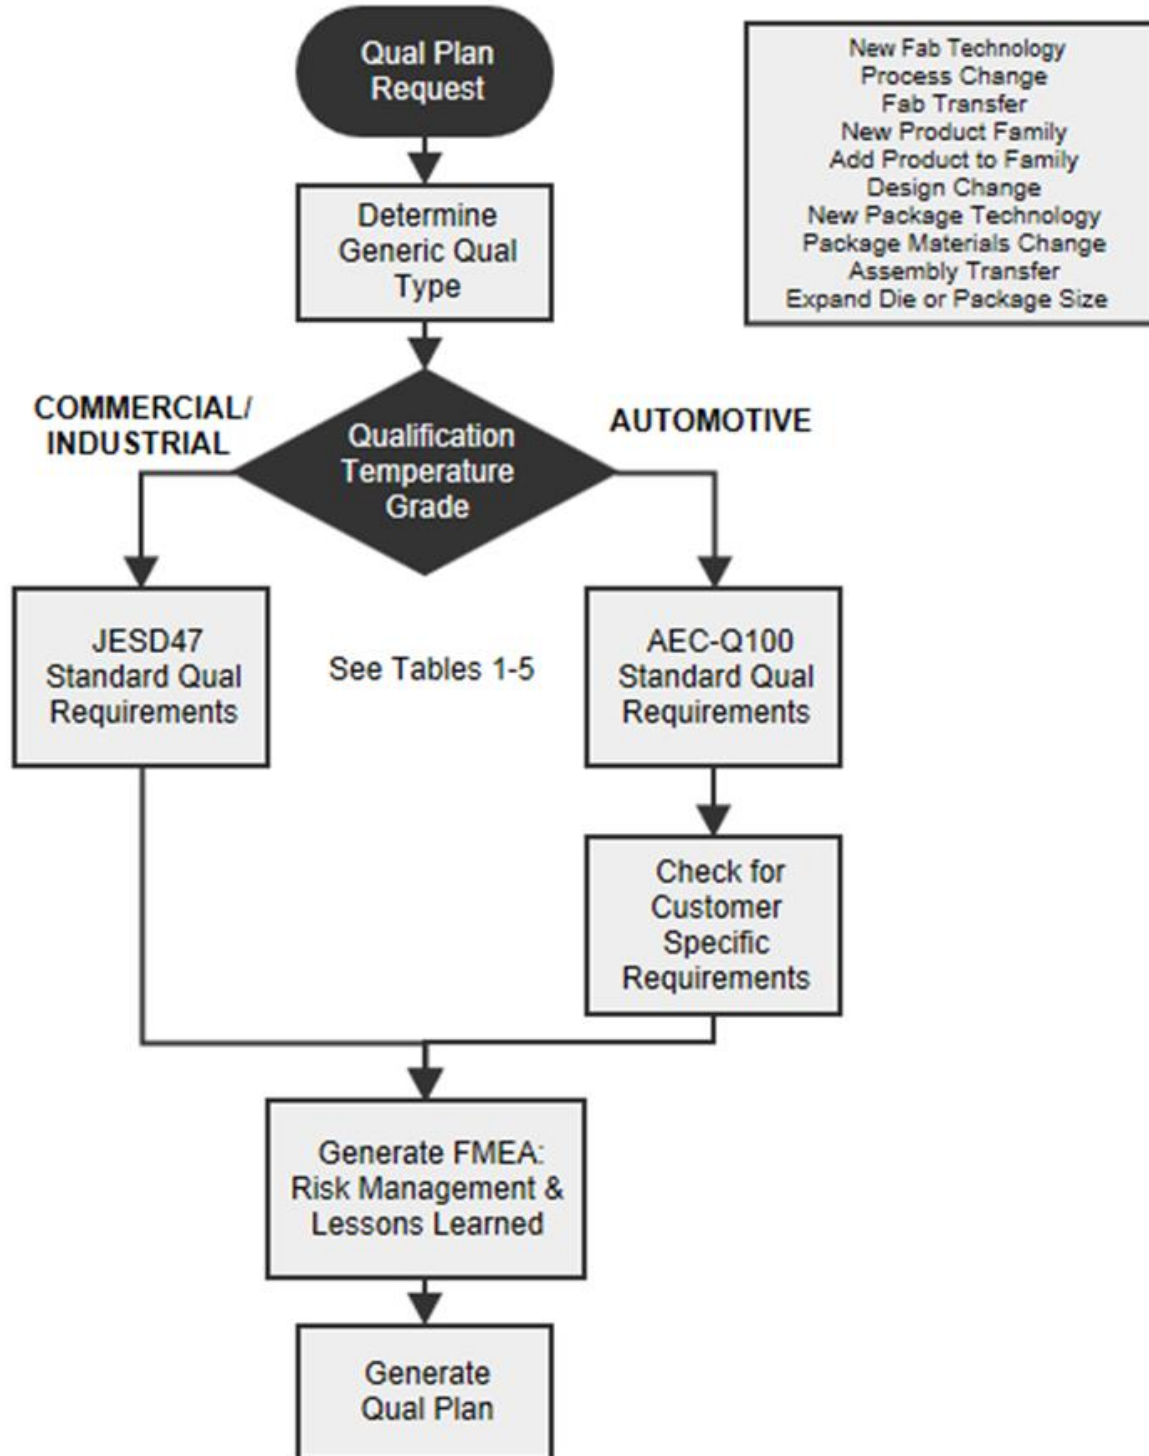 Qual Plan
Request
New Fab Technology
Process Change
Fab Transfer
New Product Family
Add Product to Family
Design Change
New Package Technology
Package Materials Change
Assembly Transfer
Expand Die or Package Size
Determine
Generic Qual
Type
COMMERCIAL/
INDUSTRIAL
Qualification
Temperature
Grade
AUTOMOTIVE
JESD47
Standard Qual
Requirements
See Tables 1-5
AEC-Q100
Standard Qual
Requirements
Check for
Customer
Specific
Requirements
Generate FMEA:
Risk Management &
Lessons Learned
Generate
Qual Plan